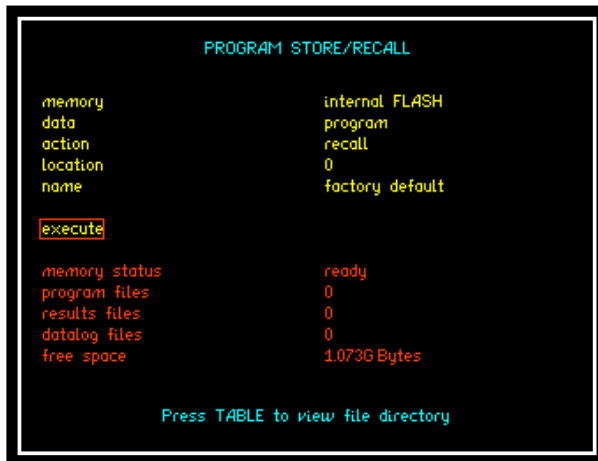 PROGRAM STORE/RECALL
memory internal FLASH
data program
action recall
location 0
name factory default
execute
memory status ready
program files 0
results files 0
datalog files 0
free space 1.073G Bytes
Press TABLE to view file directory